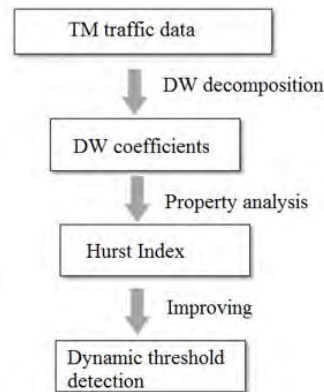 TM traffic data
DW decomposition
DW coefficients
Property analysis
Hurst Index
Improving
Dynamic threshold
detection